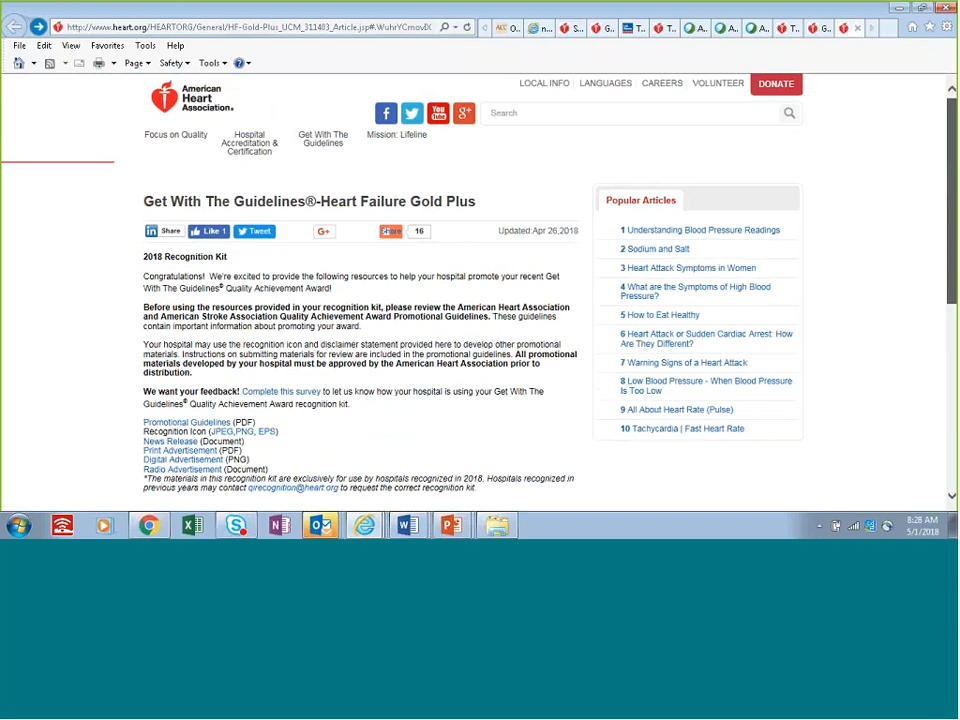 http://www.heart.org/HEARTORG/General/HF-Gold-Plus_UCM_311403_Article.jsp#.WuhrYCmovIX
File Edit View Favorites Tools Help
Page Safety Tools
American
Heart
Association®
LOCAL INFO LANGUAGES CAREERS VOLUNTEER DONATE
You
Tube
Search
Focus on Quality
Hospital
Accreditation &
Certification
Get With The
Guidelines
Mission: Lifeline
Get With The Guidelines®-Heart Failure Gold Plus
Share Like 1 Tweet G+ Share 16 Updated:Apr 26,2018
2018 Recognition Kit
Congratulations! We're excited to provide the following resources to help your hospital promote your recent Get
With The Guidelines® Quality Achievement Award!
Before using the resources provided in your recognition kit, please review the American Heart Association
and American Stroke Association Quality Achievement Award Promotional Guidelines. These guidelines
contain important information about promoting your award.
Your hospital may use the recognition icon and disclaimer statement provided here to develop other promotional
materials. Instructions on submitting materials for review are included in the promotional guidelines. All promotional
materials developed by your hospital must be approved by the American Heart Association prior to
distribution.
We want your feedback! Complete this survey to let us know how your hospital is using your Get With The
Guidelines® Quality Achievement Award recognition kit.
Promotional Guidelines (PDF)
Recognition Icon (JPEG,PNG, EPS)
News Release (Document)
Print Advertisement (PDF)
Digital Advertisement (PNG)
Radio Advertisement (Document)
*The materials in this recognition kit are exclusively for use by hospitals recognized in 2018. Hospitals recognized in
previous years may contact qirecognition@heart.org to request the correct recognition kit.
Popular Articles
1 Understanding Blood Pressure Readings
2 Sodium and Salt
3 Heart Attack Symptoms in Women
4 What are the Symptoms of High Blood
Pressure?
5 How to Eat Healthy
6 Heart Attack or Sudden Cardiac Arrest: How
Are They Different?
7 Warning Signs of a Heart Attack
8 Low Blood Pressure - When Blood Pressure
Is Too Low
9 All About Heart Rate (Pulse)
10 Tachycardia | Fast Heart Rate
8:28 AM
5/1/2018